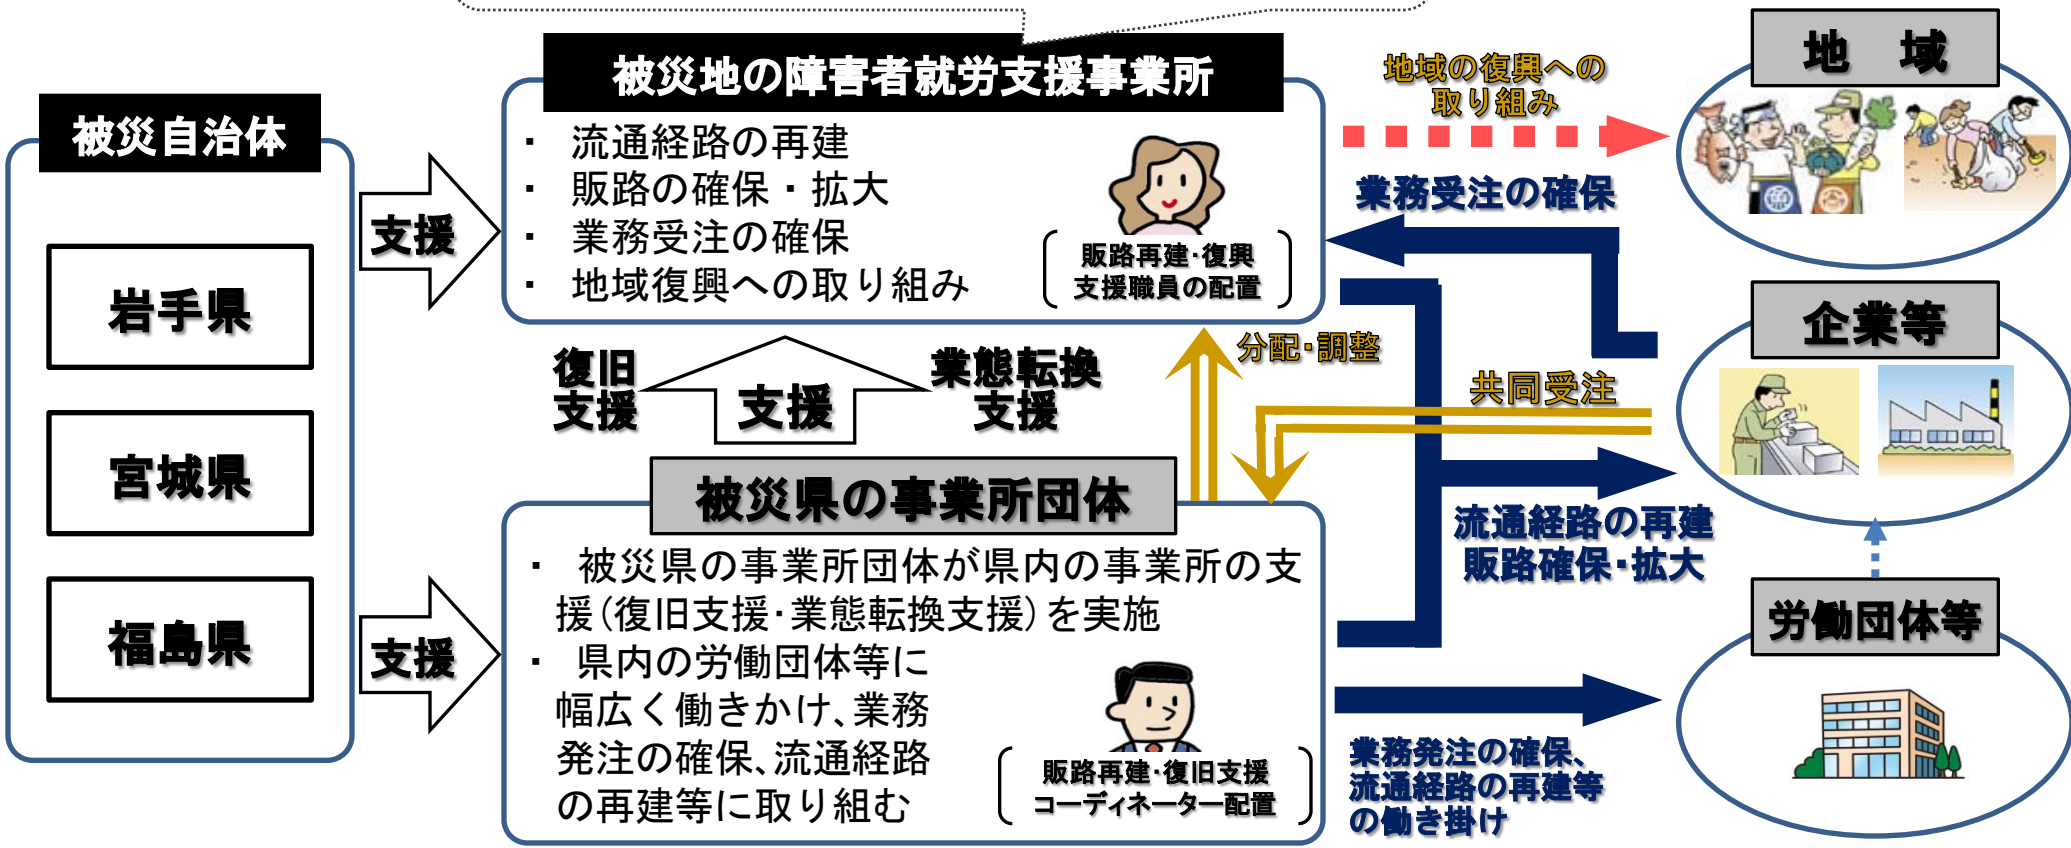 被災自治体
岩手県
宮城県
福島県
支援
支援
被災地の障害者就労支援事業所
・ 流通経路の再建
・ 販路の確保・拡大
・ 業務受注の確保
・ 地域復興への取り組み
販路再建・復興
支援職員の配置
復旧
支援
支援
業態転換
支援
分配・調整
共同受注
被災県の事業所団体
・ 被災県の事業所団体が県内の事業所の支
援(復旧支援・業態転換支援)を実施
・ 県内の労働団体等に
幅広く働きかけ、業務
発注の確保、流通経路
の再建等に取り組む
販路再建・復旧支援
コーディネーター配置
地域の復興への
取り組み
業務受注の確保
流通経路の再建
販路確保・拡大
業務発注の確保、
流通経路の再建等
の働き掛け
地 域
企業等
労働団体等